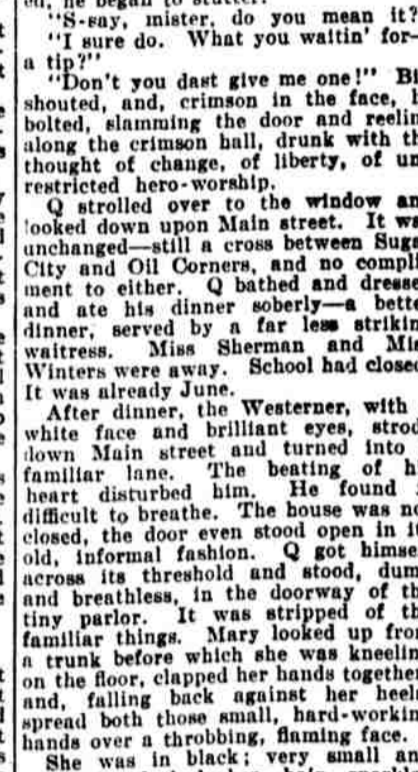 he began to stutter.
"S-say, mister, do you mean it?
"I sure do. What you waitin' for—
a tip?"
"Don't you dast give me one!" Bi
shouted, and, crimson in the face, h
bolted, slamming the door and reelin
along the crimson hall, drunk with th
thought of change, of liberty, of un
restricted hero-worship.
Q strolled over to the window an
looked down upon Main street. It wa
unchanged—still a cross between Suga
City and Oil Corners, and no compli
ment to either. Q bathed and dresse
and ate his dinner soberly—a bette
dinner, served by a far less strikin
waitress. Miss Sherman and Mis
Winters were away. School had closed
It was already June.
After dinner, the Westerner, with
white face and brilliant eyes, strod
down Main street and turned into
familiar lane. The beating of hi
heart disturbed him. He found
difficult to breathe. The house was no
closed, the door even stood open in it
old, informal fashion. Q got himse
across its threshold and stood, dum
and breathless, in the doorway of th
tiny parlor. It was stripped of th
familiar things. Mary looked up fro
a trunk before which she was kneelin
on the floor, clapped her hands together
and, falling back against her heel
spread both those small, hard-workin
hands over a throbbing, flaming face.
She was in black; very small an